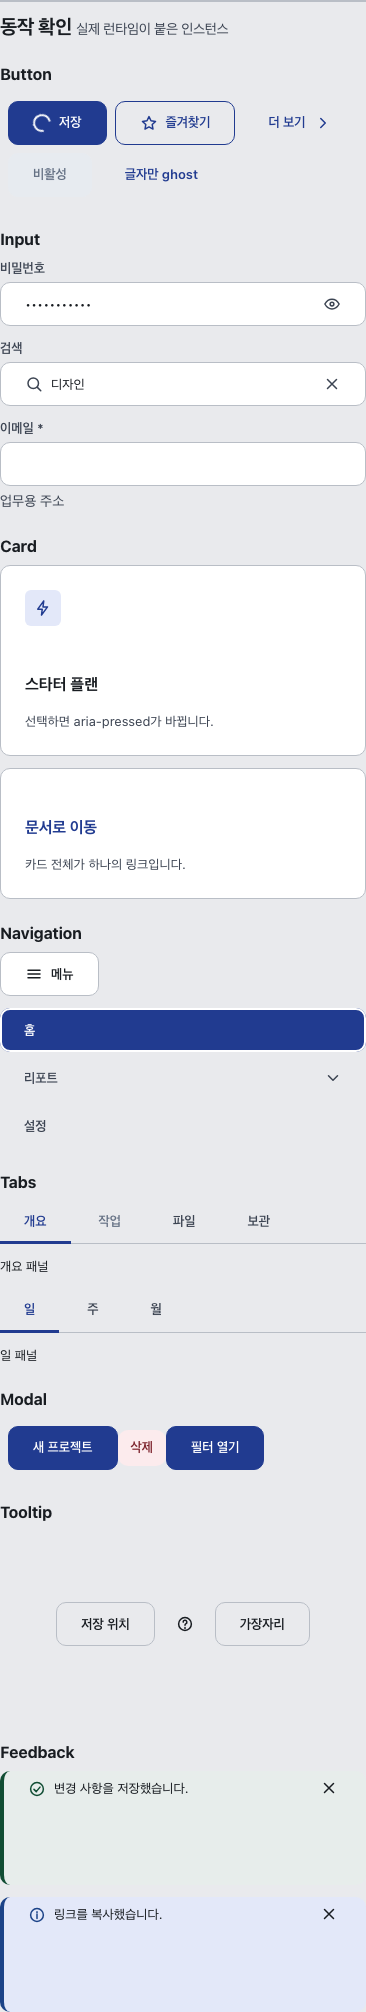 동작 확인 실제 런타임이 붙은 인스턴스
Button
저장 즐겨찾기 더 보기
비활성 글자만 ghost
Input
비밀번호
•••••••••••
검색
디자인
이메일 *
업무용 주소
Card
스타터 플랜
선택하면 aria-pressed가 바뀝니다.
문서로 이동
카드 전체가 하나의 링크입니다.
Navigation
메뉴
홈
리포트
설정
Tabs
개요 작업 파일 보관
개요 패널
일 주 월
일 패널
Modal
새 프로젝트 삭제 필터 열기
Tooltip
저장 위치 가장자리
Feedback
변경 사항을 저장했습니다.
링크를 복사했습니다.